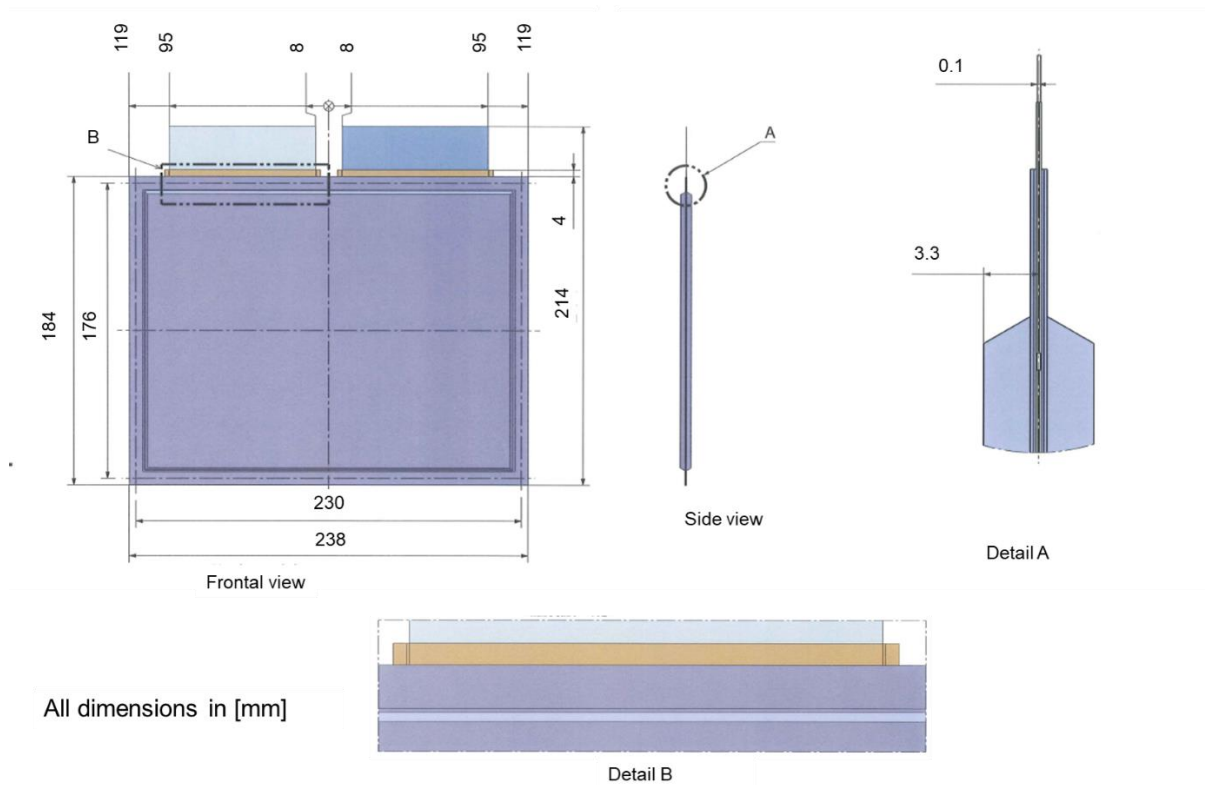 119
95
8
8
95
119
B
184
176
4
214
230
238
Frontal view
A
Side view
0.1
3.3
Detail A
All dimensions in [mm]
Detail B